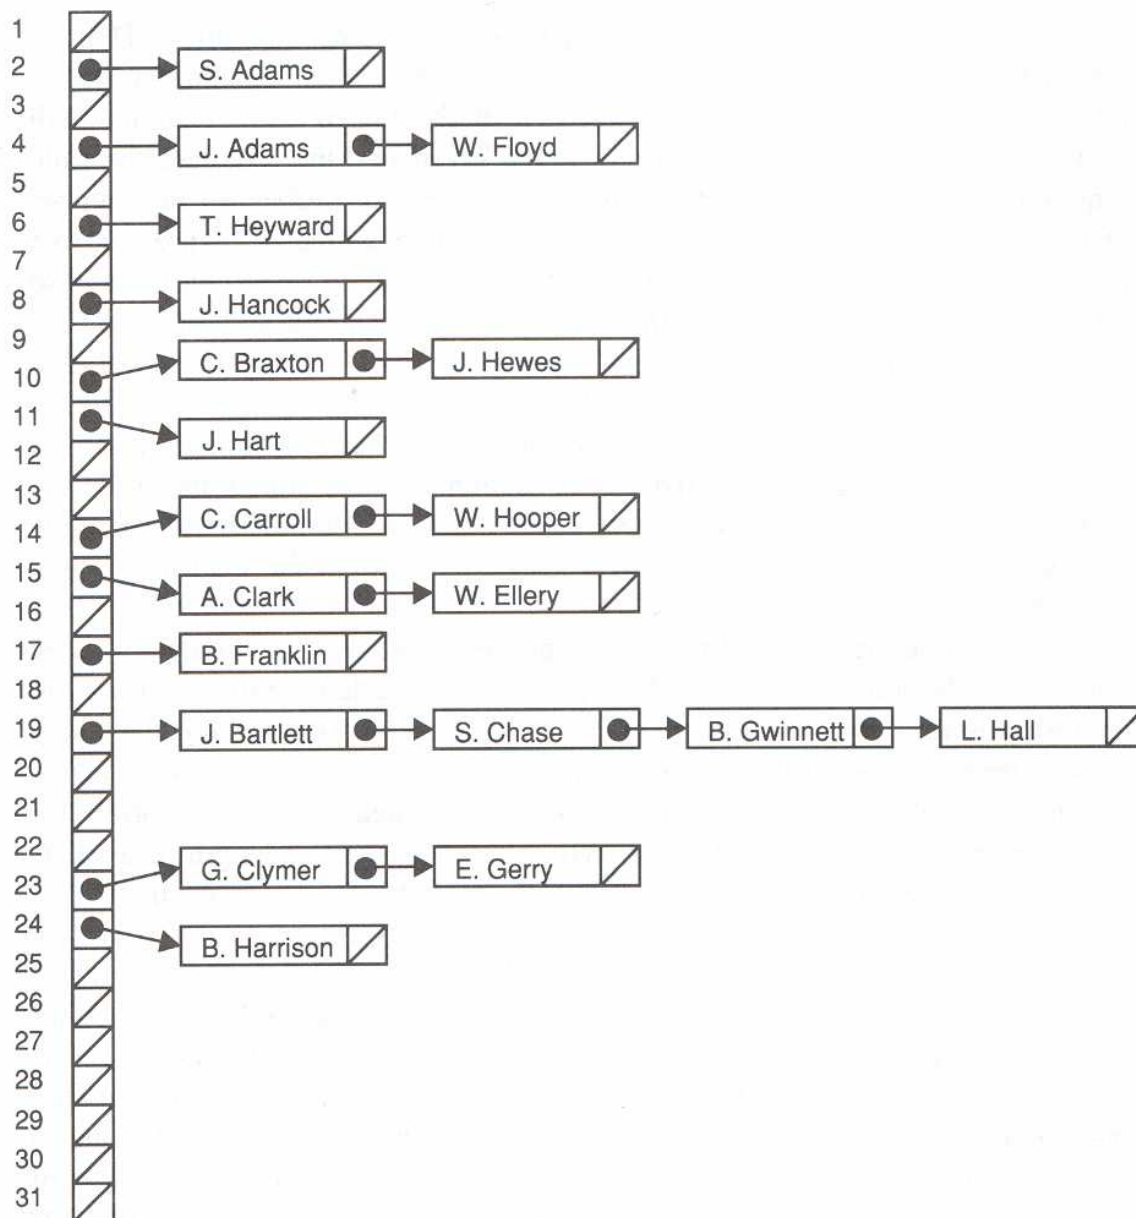 1
2 S. Adams
3
4 J. Adams W. Floyd
5
6 T. Heyward
7
8 J. Hancock
9
10 C. Braxton J. Hewes
11 J. Hart
12
13
14 C. Carroll W. Hooper
15 A. Clark W. Ellery
16
17 B. Franklin
18
19 J. Bartlett S. Chase B. Gwinnett L. Hall
20
21
22
23 G. Clymer E. Gerry
24 B. Harrison
25
26
27
28
29
30
31